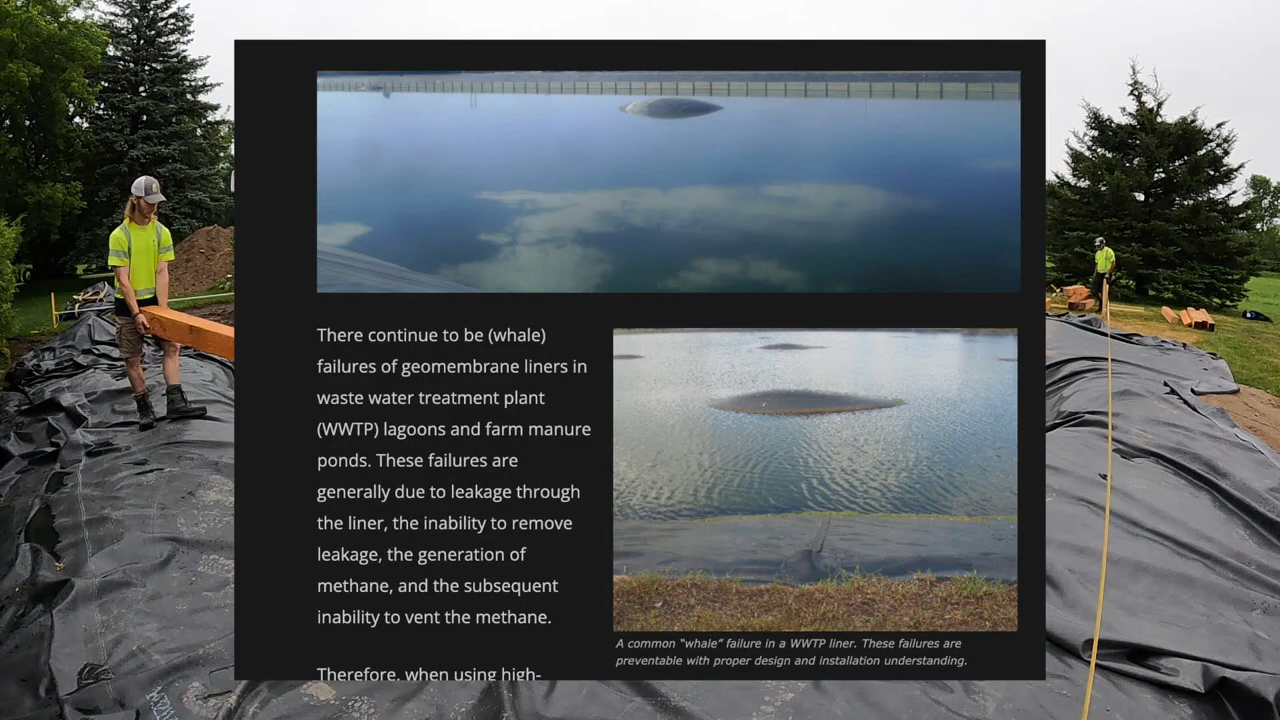 There continue to be (whale)
failures of geomembrane liners in
waste water treatment plant
(WWTP) lagoons and farm manure
ponds. These failures are
generally due to leakage through
the liner, the inability to remove
leakage, the generation of
methane, and the subsequent
inability to vent the methane.
Therefore, when using high-
A common “whale” failure in a WWTP liner. These failures are
preventable with proper design and installation understanding.